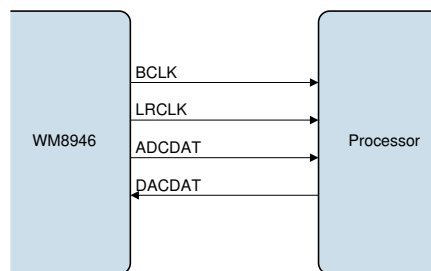 BCLK
LRCLK
WM8946
Processor
ADCDAT
DACDAT